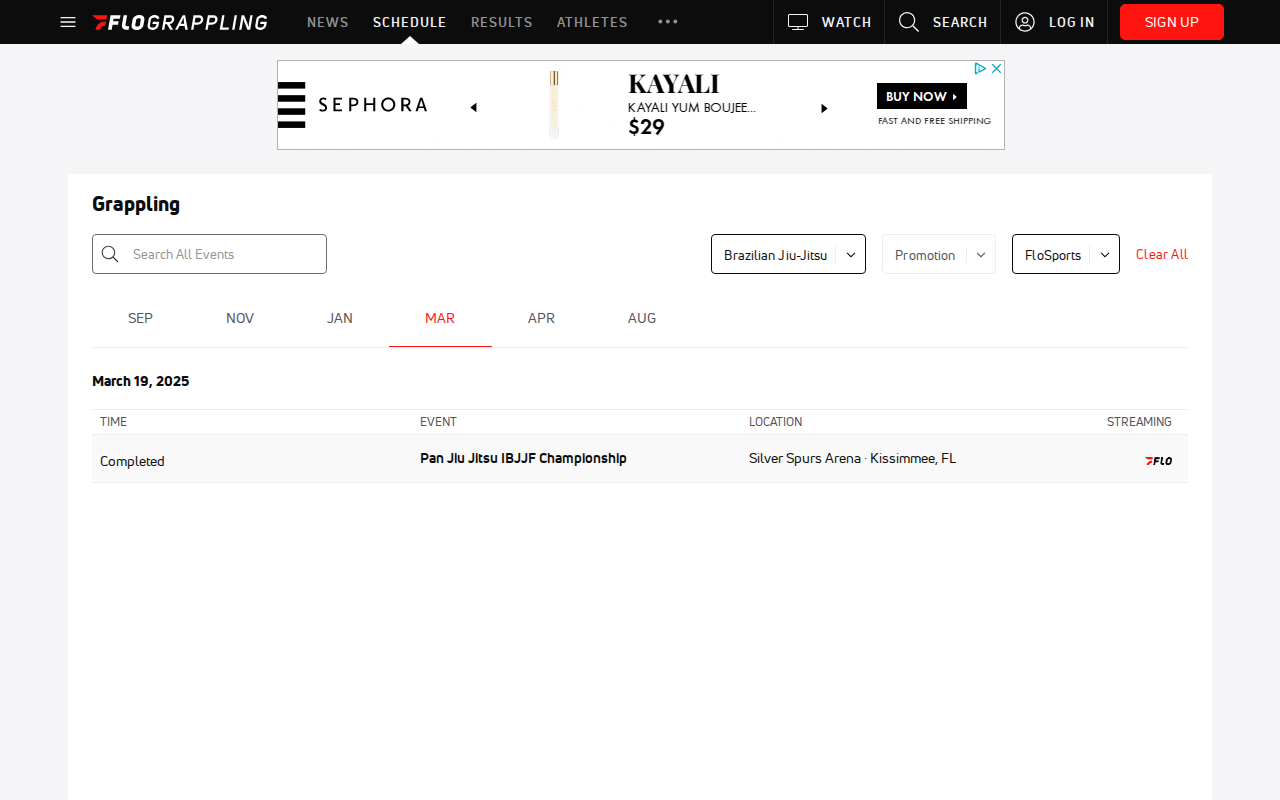 FLOGRAPPLING NEWS SCHEDULE RESULTS ATHLETES ••• WATCH SEARCH LOG IN SIGN UP
SEPHORA
KAYALI
KAYALI YUM BOUJEE...
$29
BUY NOW
FAST AND FREE SHIPPING
Grappling
Search All Events
Brazilian Jiu-Jitsu
Promotion
FloSports
Clear All
SEP NOV JAN MAR APR AUG
March 19, 2025
TIME EVENT LOCATION STREAMING
Completed Pan Jiu Jitsu IBJJF Championship Silver Spurs Arena · Kissimmee, FL FLO